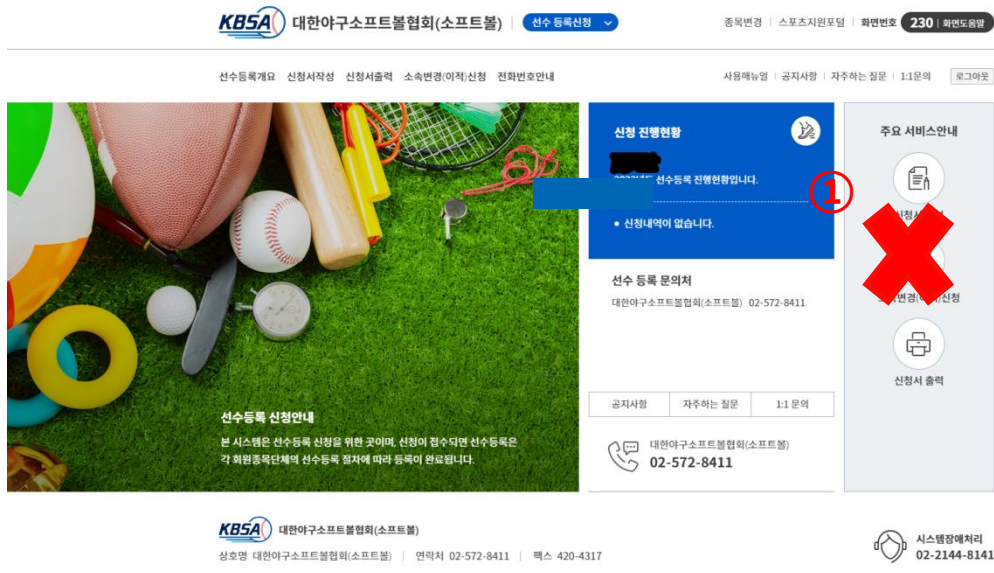 KBSA 대한야구소프트볼협회(소프트볼) 선수 등록신청
종목변경 스포츠지원포털 화면번호 230 화면도움말
선수등록개요 신청서작성 신청서출력 소속변경(이적)신청 전화번호안내
사용매뉴얼 공지사항 자주하는 질문 1:1문의 로그아웃
신청 진행현황
선수등록 진행현황입니다.
• 신청내역이 없습니다.
①
선수 등록 문의처
대한야구소프트볼협회(소프트볼) 02-572-8411
공지사항 자주하는 질문 1:1 문의
대한야구소프트볼협회(소프트볼)
02-572-8411
주요 서비스안내
신청서 출력
선수등록 신청안내
본 시스템은 선수등록 신청을 위한 곳이며, 신청이 접수되면 선수등록은
각 회원종목단체의 선수등록 절차에 따라 등록이 완료됩니다.
KBSA 대한야구소프트볼협회(소프트볼)
상호명 대한야구소프트볼협회(소프트볼) 연락처 02-572-8411 팩스 420-4317
시스템장애처리
02-2144-8141